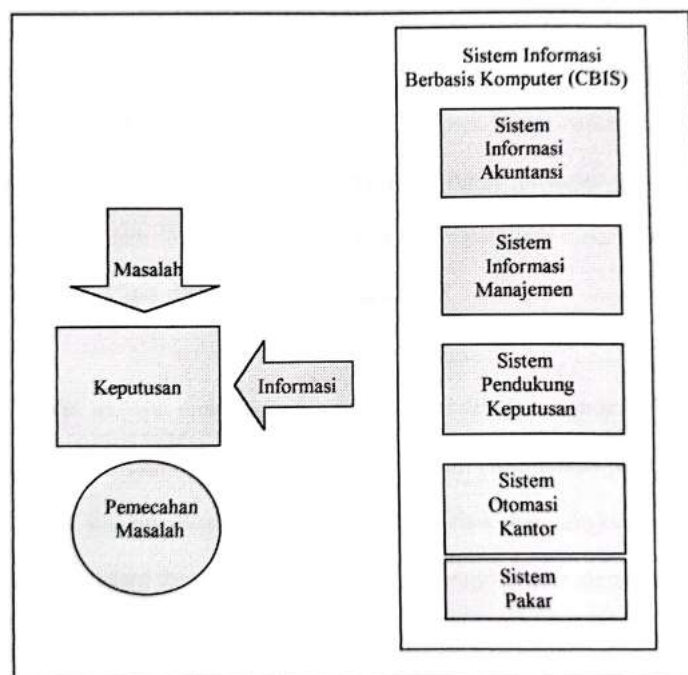 Sistem Informasi
Berbasis Komputer (CBIS)
Sistem
Informasi
Akuntansi
Sistem
Informasi
Manajemen
Sistem
Pendukung
Keputusan
Sistem
Otomasi
Kantor
Sistem
Pakar
Masalah
Keputusan
Informasi
Pemecahan
Masalah